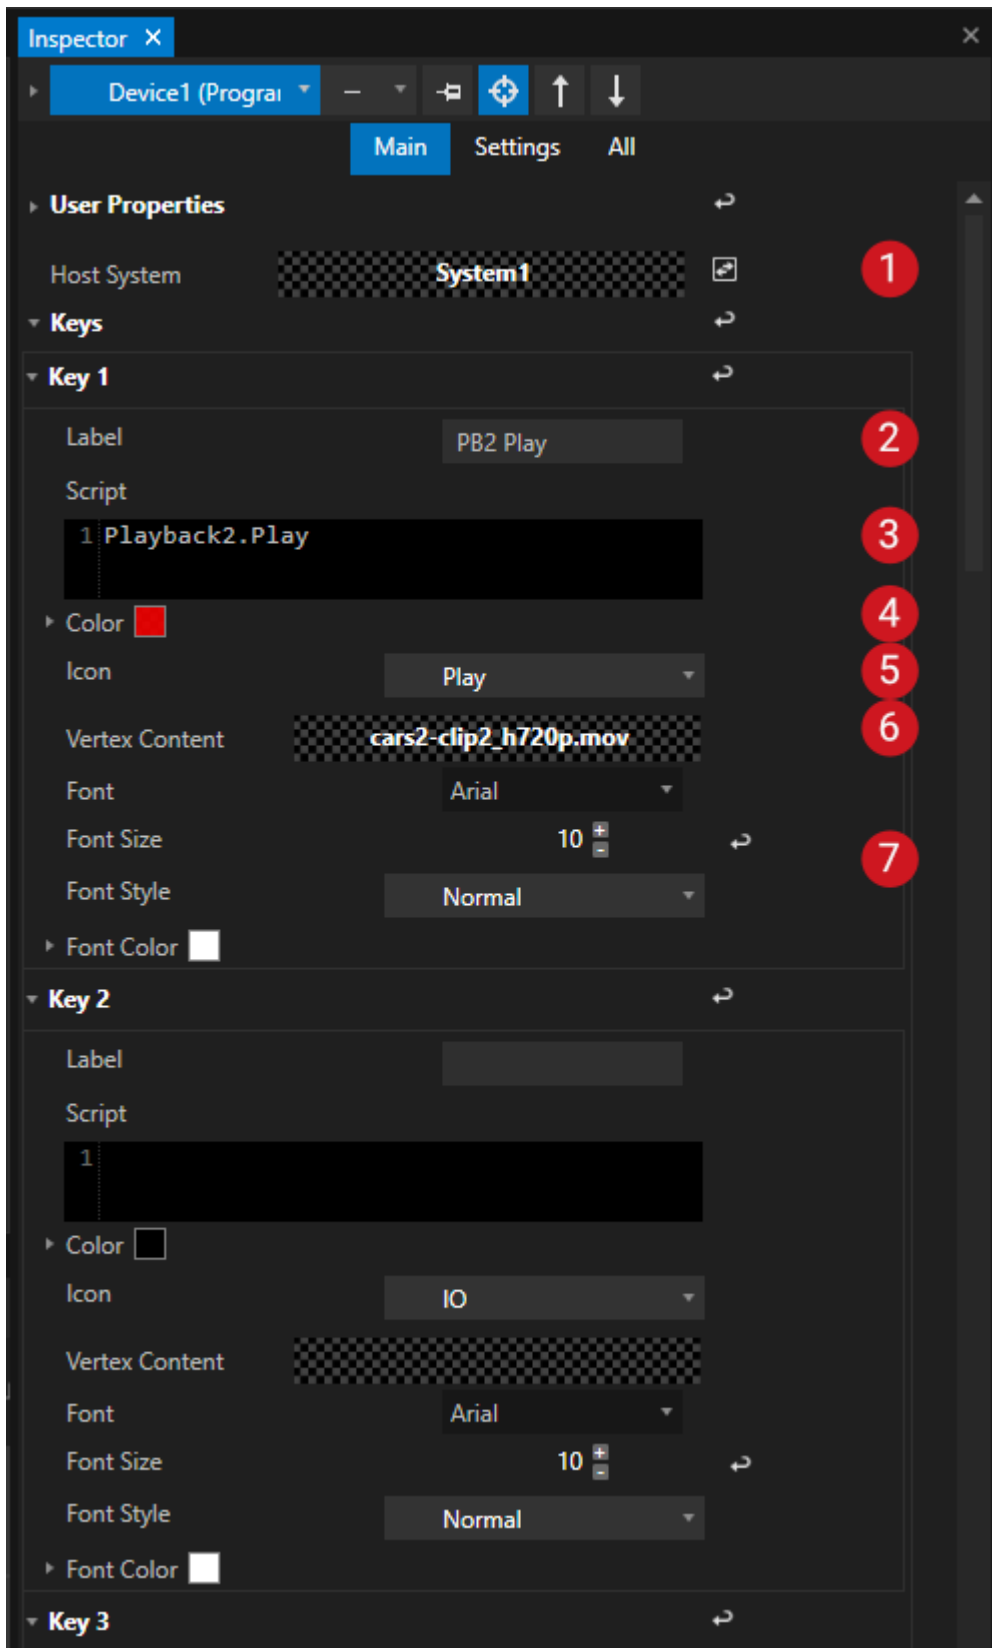 Inspector
Device1 (Prograr
Main Settings All
User Properties
Host System System1 1
Keys
Key 1
Label PB2 Play 2
Script
1 Playback2.Play 3
Color 4
Icon Play 5
Vertex Content cars2-clip2_h720p.mov 6
Font Arial
Font Size 10 7
Font Style Normal
Font Color
Key 2
Label
Script
1
Color
Icon IO
Vertex Content
Font Arial
Font Size 10
Font Style Normal
Font Color
Key 3